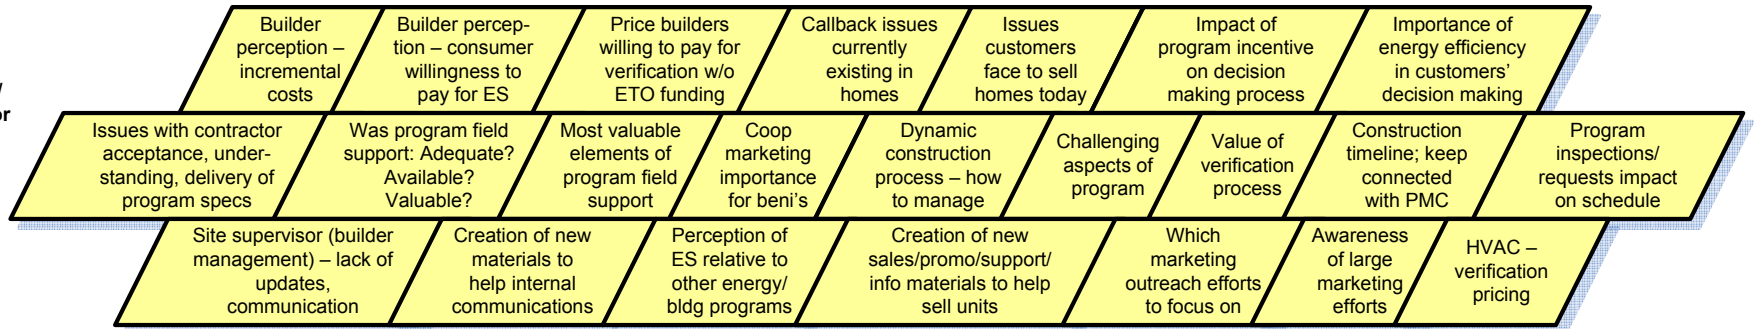 Builder
perception –
incremental
costs
Builder percep-
tion – consumer
willingness to
pay for ES
Price builders
willing to pay for
verification w/o
ETO funding
Callback issues
currently
existing in
homes
Issues
customers
face to sell
homes today
Impact of
program incentive
on decision
making process
Importance of
energy efficiency
in customers’
decision making
or
Issues with contractor
acceptance, under-
standing, delivery of
program specs
Was program field
support: Adequate?
Available?
Valuable?
Most valuable
elements of
program field
support
Coop
marketing
importance
for beni’s
Dynamic
construction
process – how
to manage
Challenging
aspects of
program
Value of
verification
process
Construction
timeline; keep
connected
with PMC
Program
inspections/
requests impact
on schedule
Site supervisor (builder
management) – lack of
updates,
communication
Creation of new
materials to
help internal
communications
Perception of
ES relative to
other energy/
bldg programs
Creation of new
sales/promo/support/
info materials to help
sell units
Which
marketing
outreach efforts
to focus on
Awareness
of large
marketing
efforts
HVAC –
verification
pricing